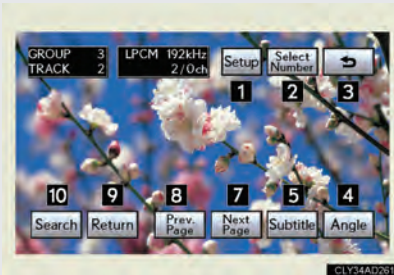 GROUP 3
TRACK 2
LPCM 192kHz
2/0ch
Setup
Select
Number
1
2
3
10
9
8
7
5
4
Search
Return
Prev.
Page
Next
Page
Subtitle
Angle
CLY34AD261